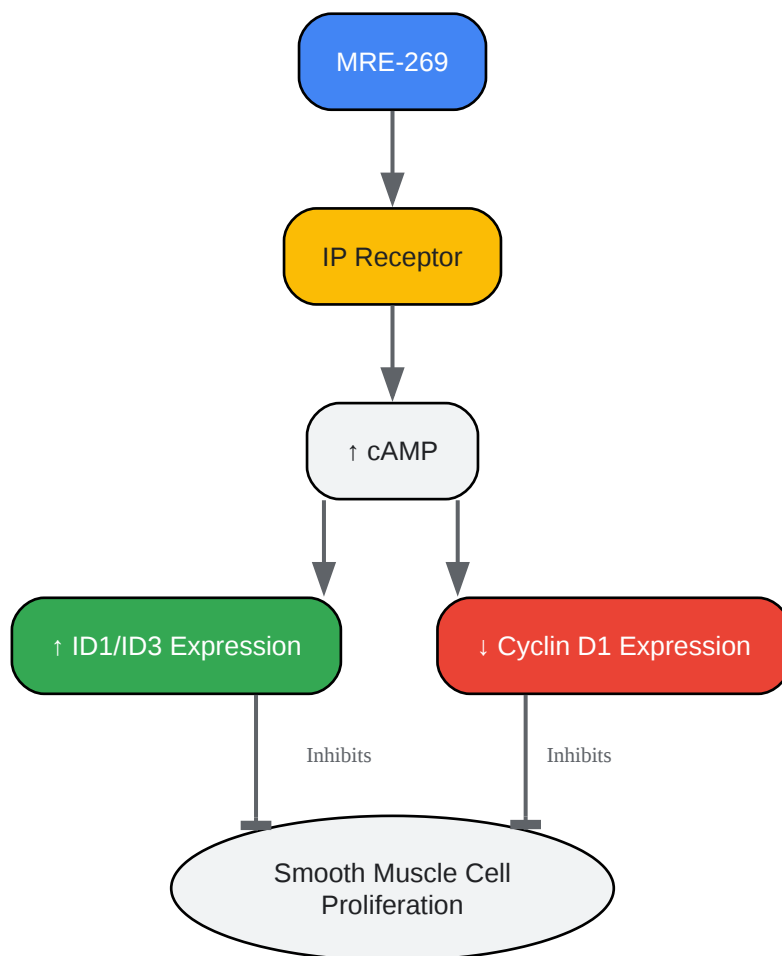 MRE-269
IP Receptor
↑ cAMP
↑ ID1/ID3 Expression
↓ Cyclin D1 Expression
Inhibits
Inhibits
Smooth Muscle Cell
Proliferation